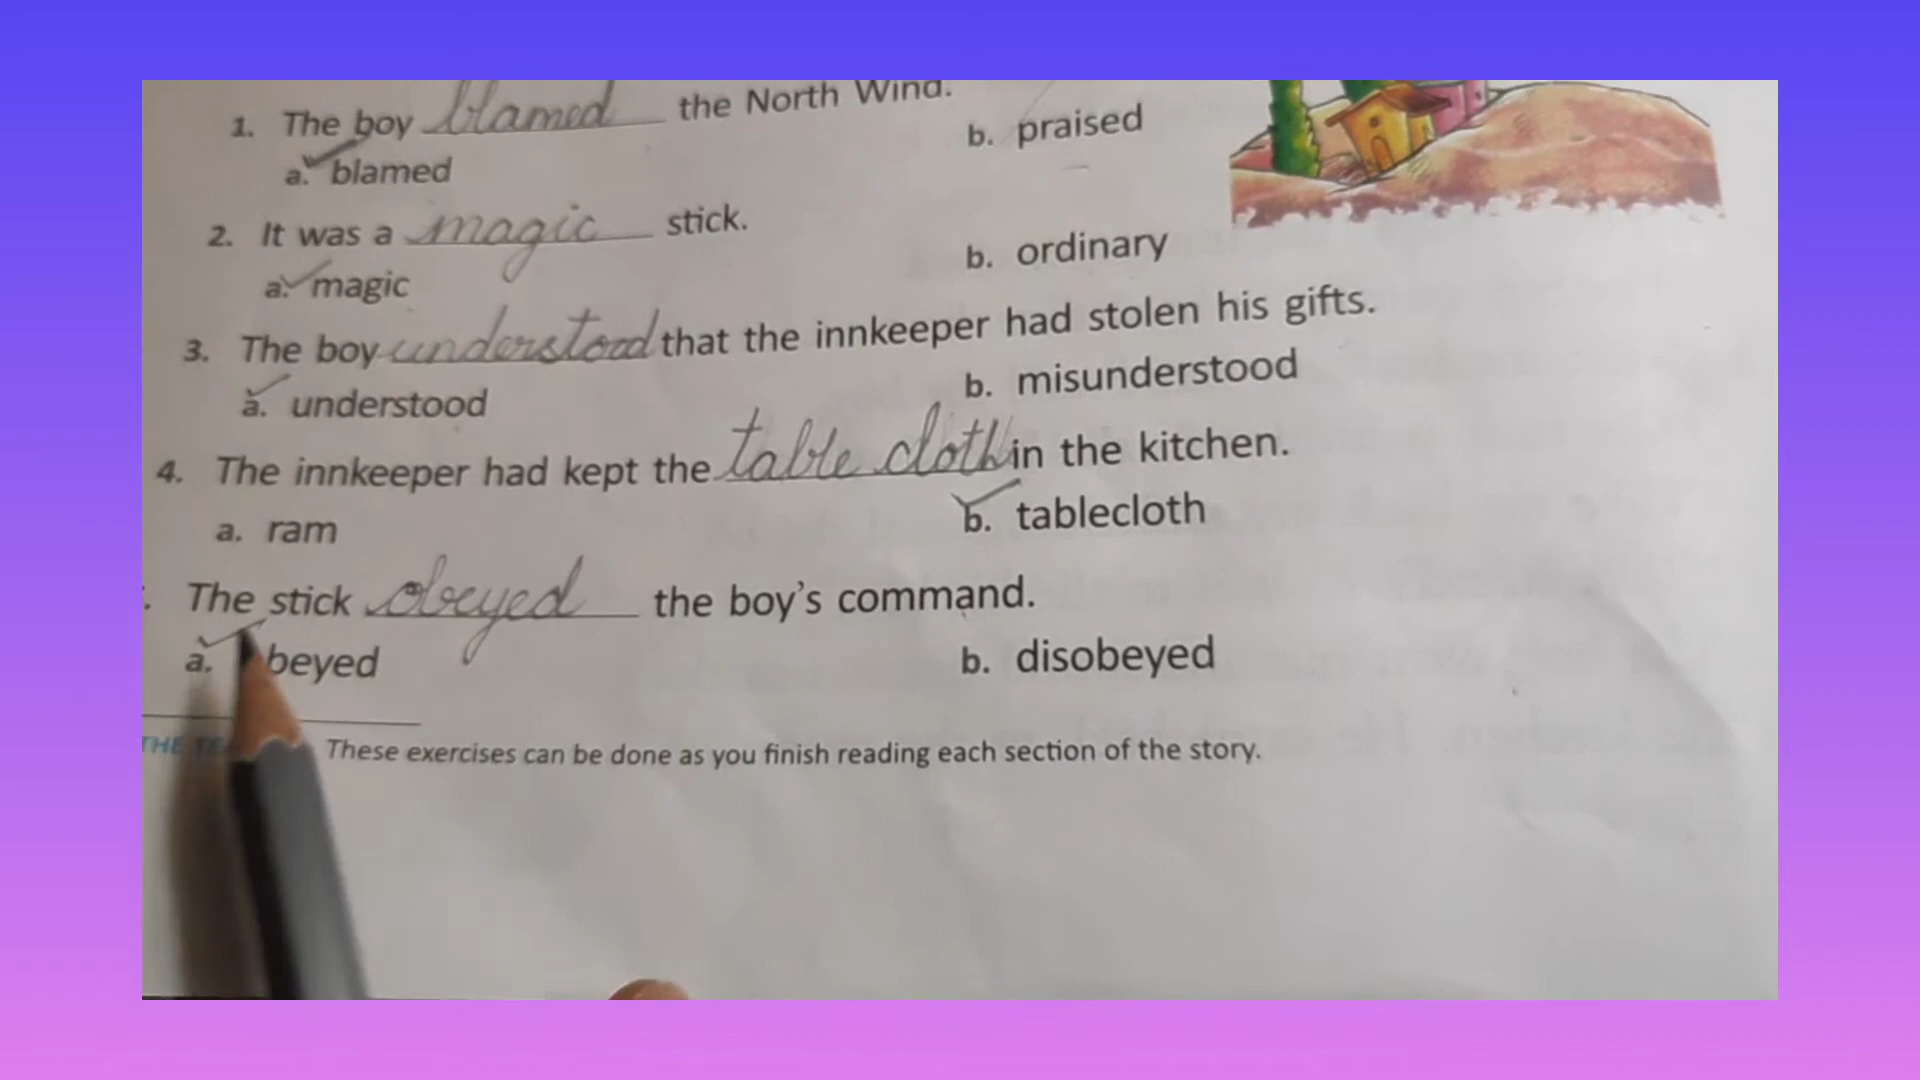 1. The boy blamed the North Wind.
a. blamed b. praised
2. It was a magic stick.
a. magic b. ordinary
3. The boy understood that the innkeeper had stolen his gifts.
a. understood b. misunderstood
4. The innkeeper had kept the table cloth in the kitchen.
a. ram b. tablecloth
. The stick obeyed the boy's command.
a. beyed b. disobeyed
THE These exercises can be done as you finish reading each section of the story.